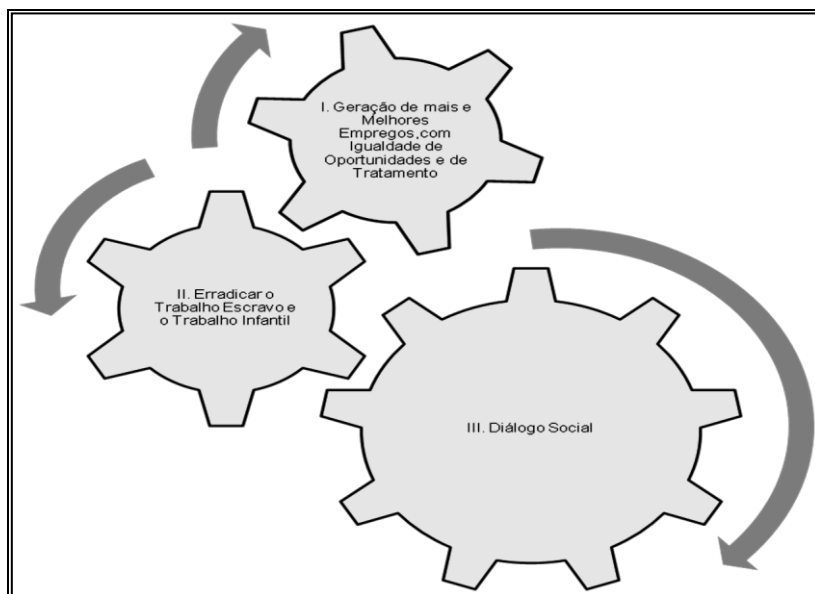 I. Geração de mais e
Melhores
Empregos,com
Igualdade de
Oportunidades e de
Tratamento
II. Erradicar o
Trabalho Escravo e
o Trabalho Infantil
III. Diálogo Social